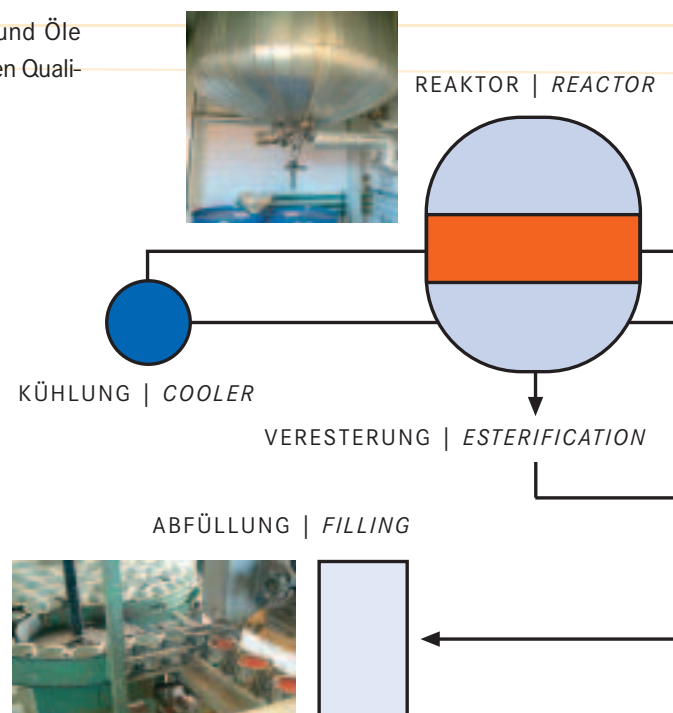 und Öle
en Quali-
REAKTOR | REACTOR
KÜHLUNG | COOLER
VERESTERUNG | ESTERIFICATION
ABFÜLLUNG | FILLING